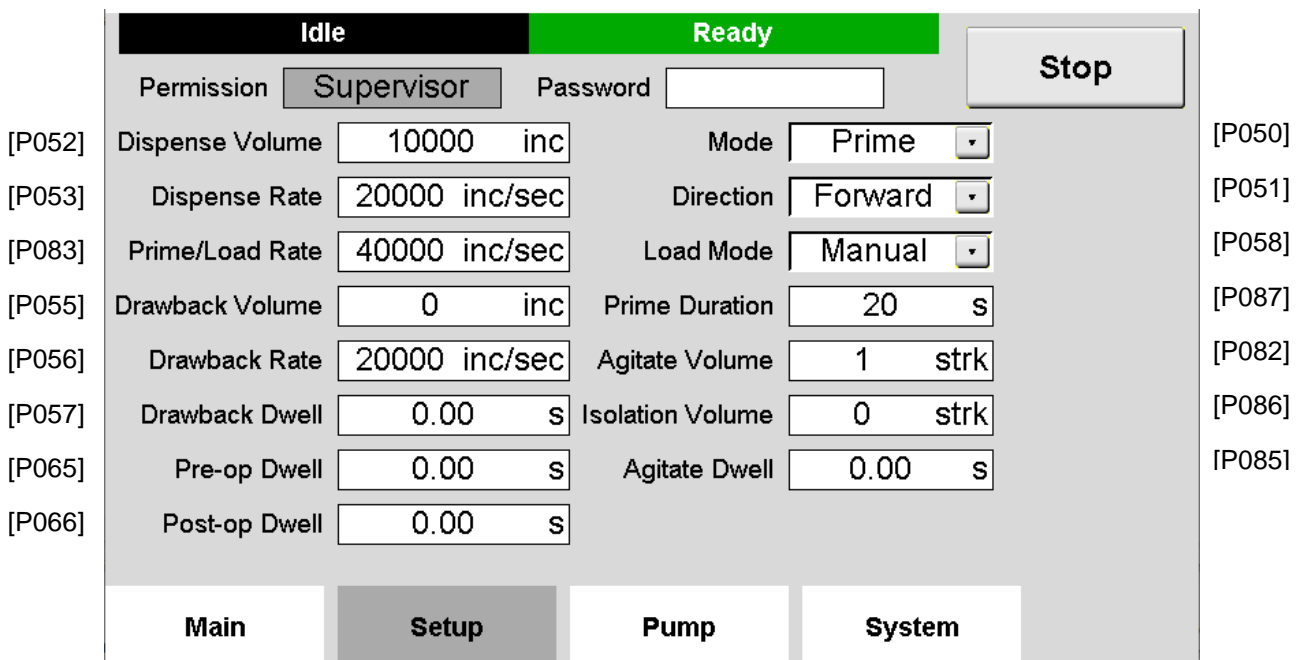 Idle Ready
Stop
Permission Supervisor Password
[P052] Dispense Volume 10000 inc Mode Prime [P050]
[P053] Dispense Rate 20000 inc/sec Direction Forward [P051]
[P083] Prime/Load Rate 40000 inc/sec Load Mode Manual [P058]
[P055] Drawback Volume 0 inc Prime Duration 20 s [P087]
[P056] Drawback Rate 20000 inc/sec Agitate Volume 1 strk [P082]
[P057] Drawback Dwell 0.00 s Isolation Volume 0 strk [P086]
[P065] Pre-op Dwell 0.00 s Agitate Dwell 0.00 s [P085]
[P066] Post-op Dwell 0.00 s
Main Setup Pump System